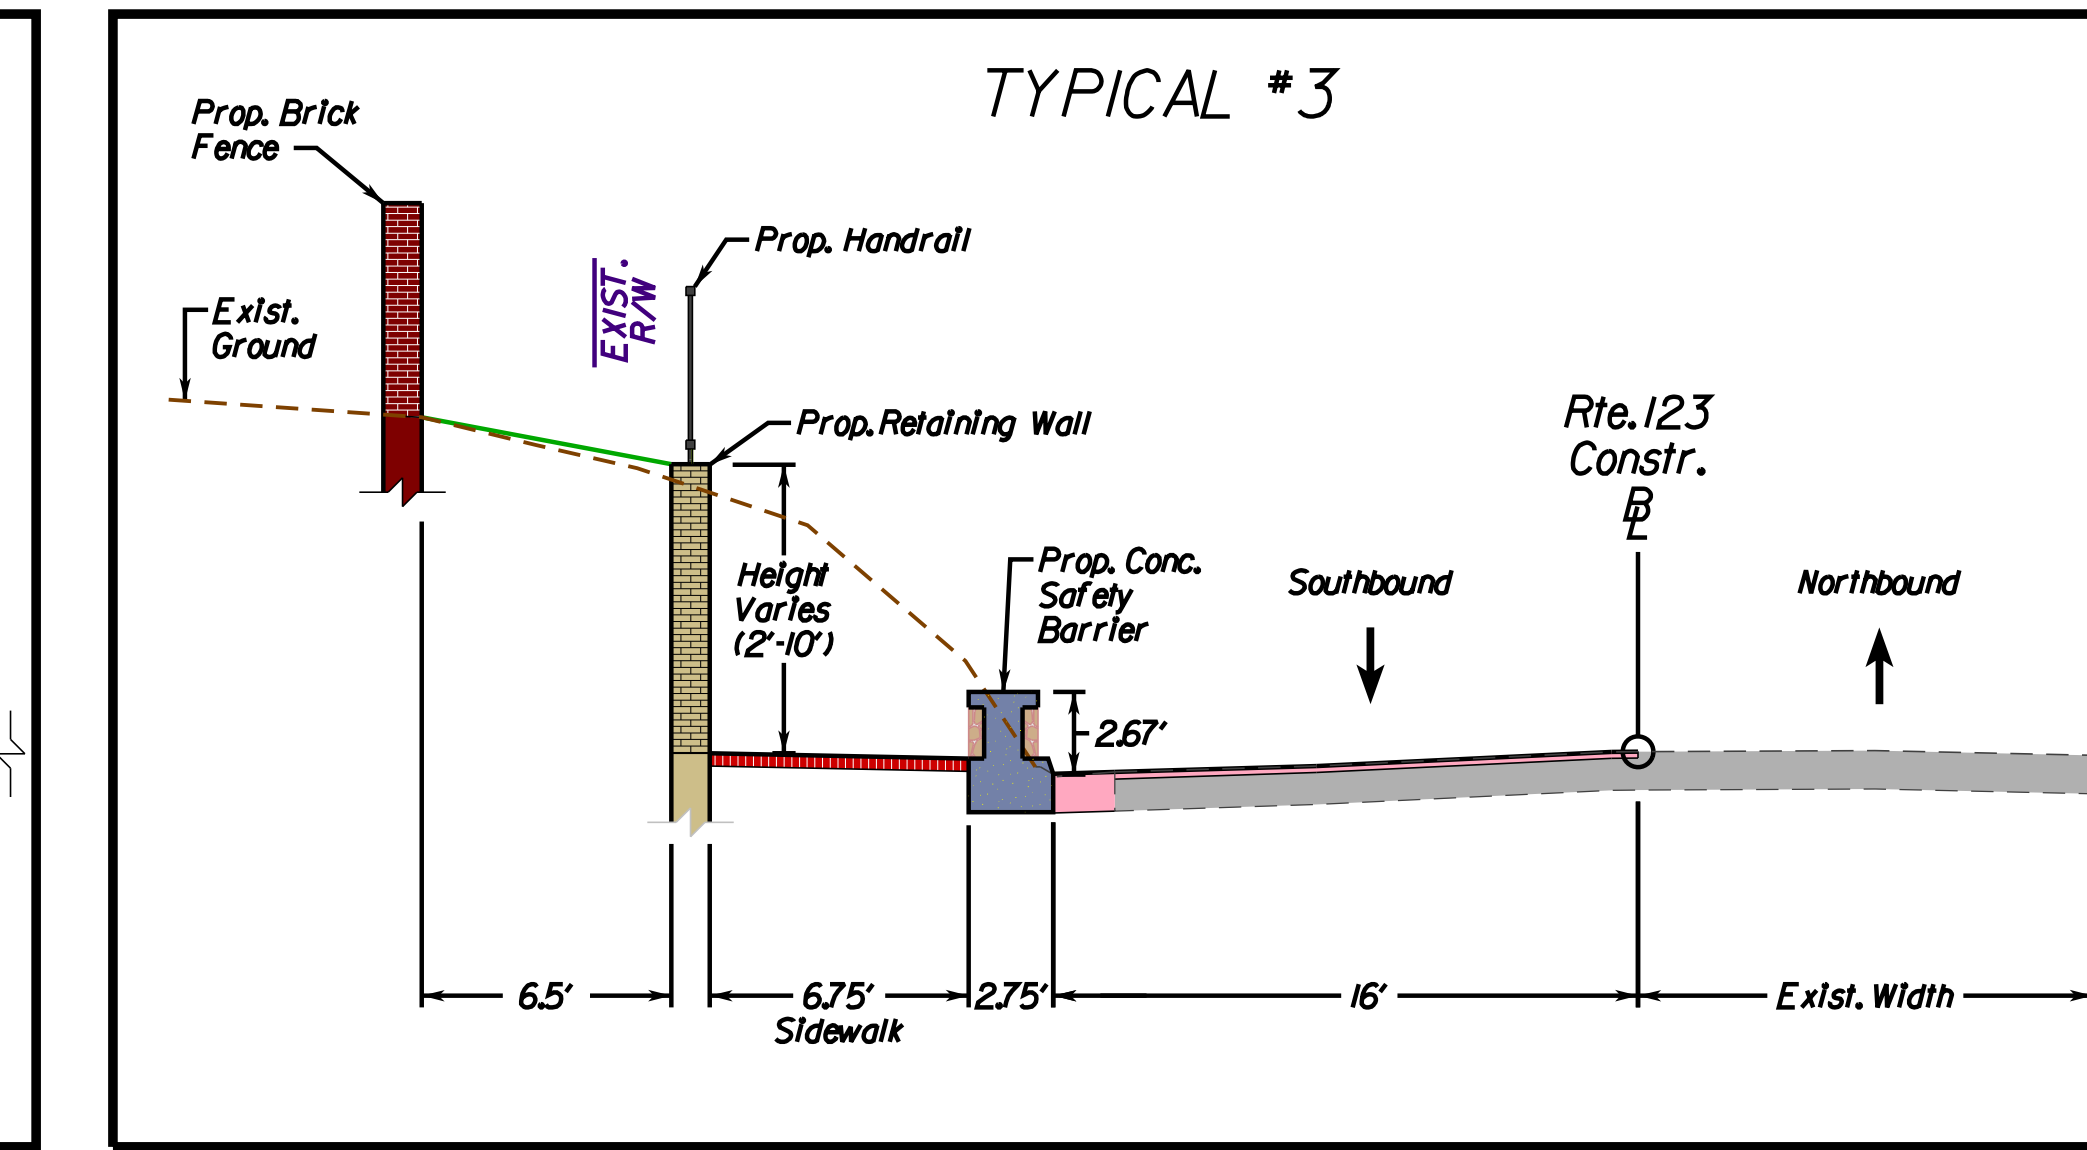 TYPICAL #3
Prop. Brick
Fence
Prop. Handrail
EXIST.
R/W
Exist.
Ground
Prop. Retaining Wall
Rte. 123
Constr.
BL
Height
Varies
(2'-10')
Prop. Conc.
Safety
Barrier
Southbound
Northbound
2.67'
6.5'
6.75'
Sidewalk
2.75'
16'
Exist. Width